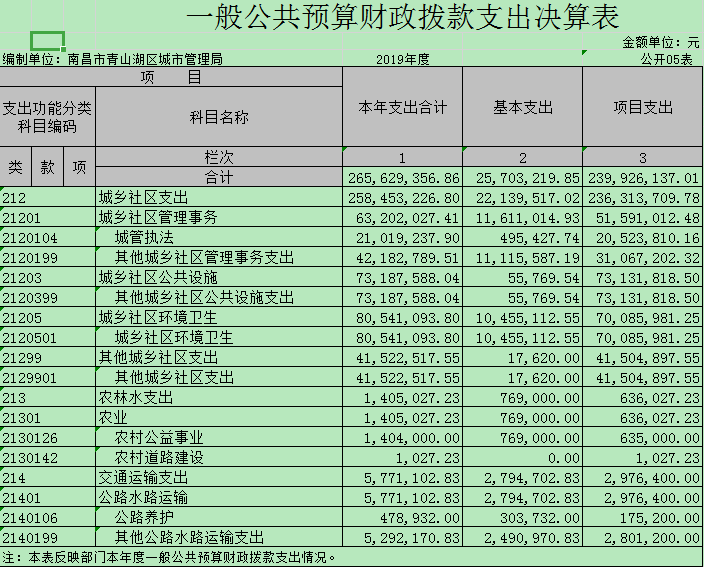 一般公共预算财政拨款支出决算表
金额单位：元
编制单位：南昌市青山湖区城市管理局 2019年度 公开05表
项 目 本年支出合计 基本支出 项目支出
支出功能分类科目编码 科目名称
类 款 项 栏次 1 2 3
合计 265,629,356.86 25,703,219.85 239,926,137.01
212 城乡社区支出 258,453,226.80 22,139,517.02 236,313,709.78
21201 城乡社区管理事务 63,202,027.41 11,611,014.93 51,591,012.48
2120104 城管执法 21,019,237.90 495,427.74 20,523,810.16
2120199 其他城乡社区管理事务支出 42,182,789.51 11,115,587.19 31,067,202.32
21203 城乡社区公共设施 73,187,588.04 55,769.54 73,131,818.50
2120399 其他城乡社区公共设施支出 73,187,588.04 55,769.54 73,131,818.50
21205 城乡社区环境卫生 80,541,093.80 10,455,112.55 70,085,981.25
2120501 城乡社区环境卫生 80,541,093.80 10,455,112.55 70,085,981.25
21299 其他城乡社区支出 41,522,517.55 17,620.00 41,504,897.55
2129901 其他城乡社区支出 41,522,517.55 17,620.00 41,504,897.55
213 农林水支出 1,405,027.23 769,000.00 636,027.23
21301 农业 1,405,027.23 769,000.00 636,027.23
2130126 农村公益事业 1,404,000.00 769,000.00 635,000.00
2130142 农村道路建设 1,027.23 0.00 1,027.23
214 交通运输支出 5,771,102.83 2,794,702.83 2,976,400.00
21401 公路水路运输 5,771,102.83 2,794,702.83 2,976,400.00
2140106 公路养护 478,932.00 303,732.00 175,200.00
2140199 其他公路水路运输支出 5,292,170.83 2,490,970.83 2,801,200.00
注：本表反映部门本年度一般公共预算财政拨款支出情况。